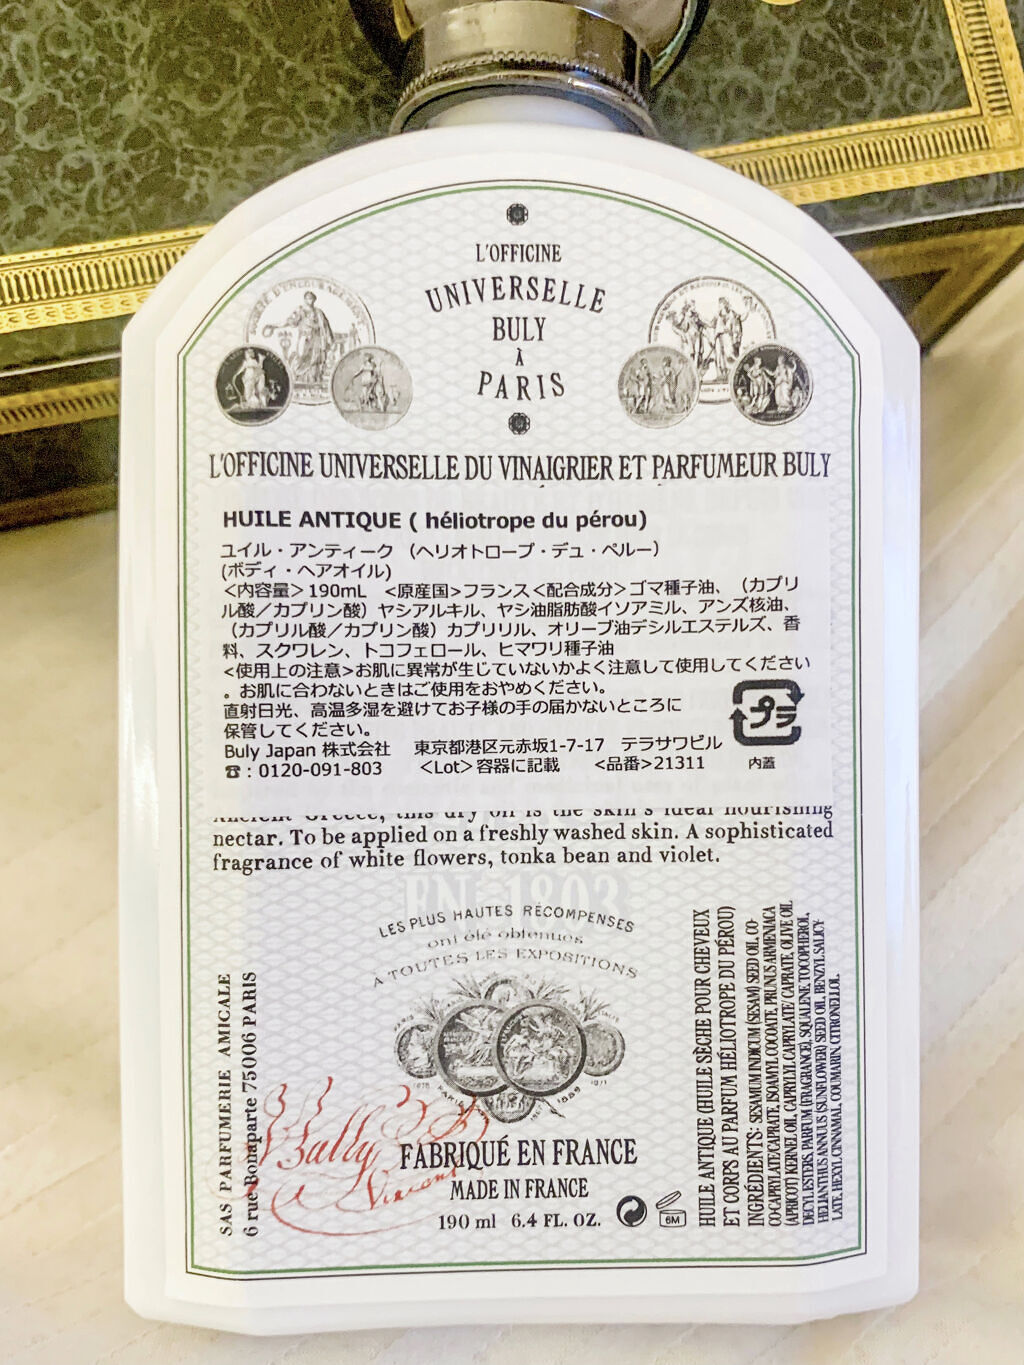 L'OFFICINE
UNIVERSELLE
BULY
À
PARIS
L'OFFICINE UNIVERSELLE DU VINAIGRIER ET PARFUMEUR BULY
HUILE ANTIQUE ( héliotrope du pérou)
ユイル・アンティーク （ヘリオトロープ・デュ・ペルー）
(ボディ・ヘアオイル)
<内容量> 190mL <原産国>フランス<配合成分>ゴマ種子油、（カプリ
ル酸／カプリン酸）ヤシアルキル、ヤシ油脂肪酸イソアミル、アンズ核油、
（カプリル酸／カプリン酸）カプリリル、オリーブ油デシルエステルズ、香
料、スクワレン、トコフェロール、ヒマワリ種子油
<使用上の注意>お肌に異常が生じていないかよく注意して使用してください
。お肌に合わないときはご使用をおやめください。
直射日光、高温多湿を避けてお子様の手の届かないところに
保管してください。
Buly Japan 株式会社 東京都港区元赤坂1-7-17 テラサワビル
☎：0120-091-803 <Lot>容器に記載 <品番>21311
プラ
内蓋
Ancient Greece, this dry oil is the skin's ideal nourishing
nectar. To be applied on a freshly washed skin. A sophisticated
fragrance of white flowers, tonka bean and violet.
EN 1803
LES PLUS HAUTES RÉCOMPENSES
ont été obtenues
A TOUTES LES EXPOSITIONS
SAS PARFUMERIE AMICALE
6 rue Bonaparte 75006 PARIS
Bully
Vincent
FABRIQUÉ EN FRANCE
MADE IN FRANCE
190 ml 6.4 FL. OZ.
6M
HUILE ANTIQUE (HUILE SÈCHE POUR CHEVEUX
ET CORPS AU PARFUM HÉLIOTROPE DU PÉROU)
INGRÉDIENTS: SESAMUM INDICUM (SESAM) SEED OIL, CO-
CO-CAPRYLATE/CAPRATE, ISOAMYL COCOATE, PRUNUS ARMENIACA
(APRICOT) KERNEL OIL, CAPRYLYL CAPRYLATE/ CAPRATE, OLIVE OIL
DECYL ESTERS, PARFUM (FRAGRANCE), SQUALENE, TOCOPHEROL,
HELIANTHUS ANNUUS (SUNFLOWER) SEED OIL, BENZYL SALICY-
LATE, HEXYL CINNAMAL, COUMARIN, CITRONELLOL.